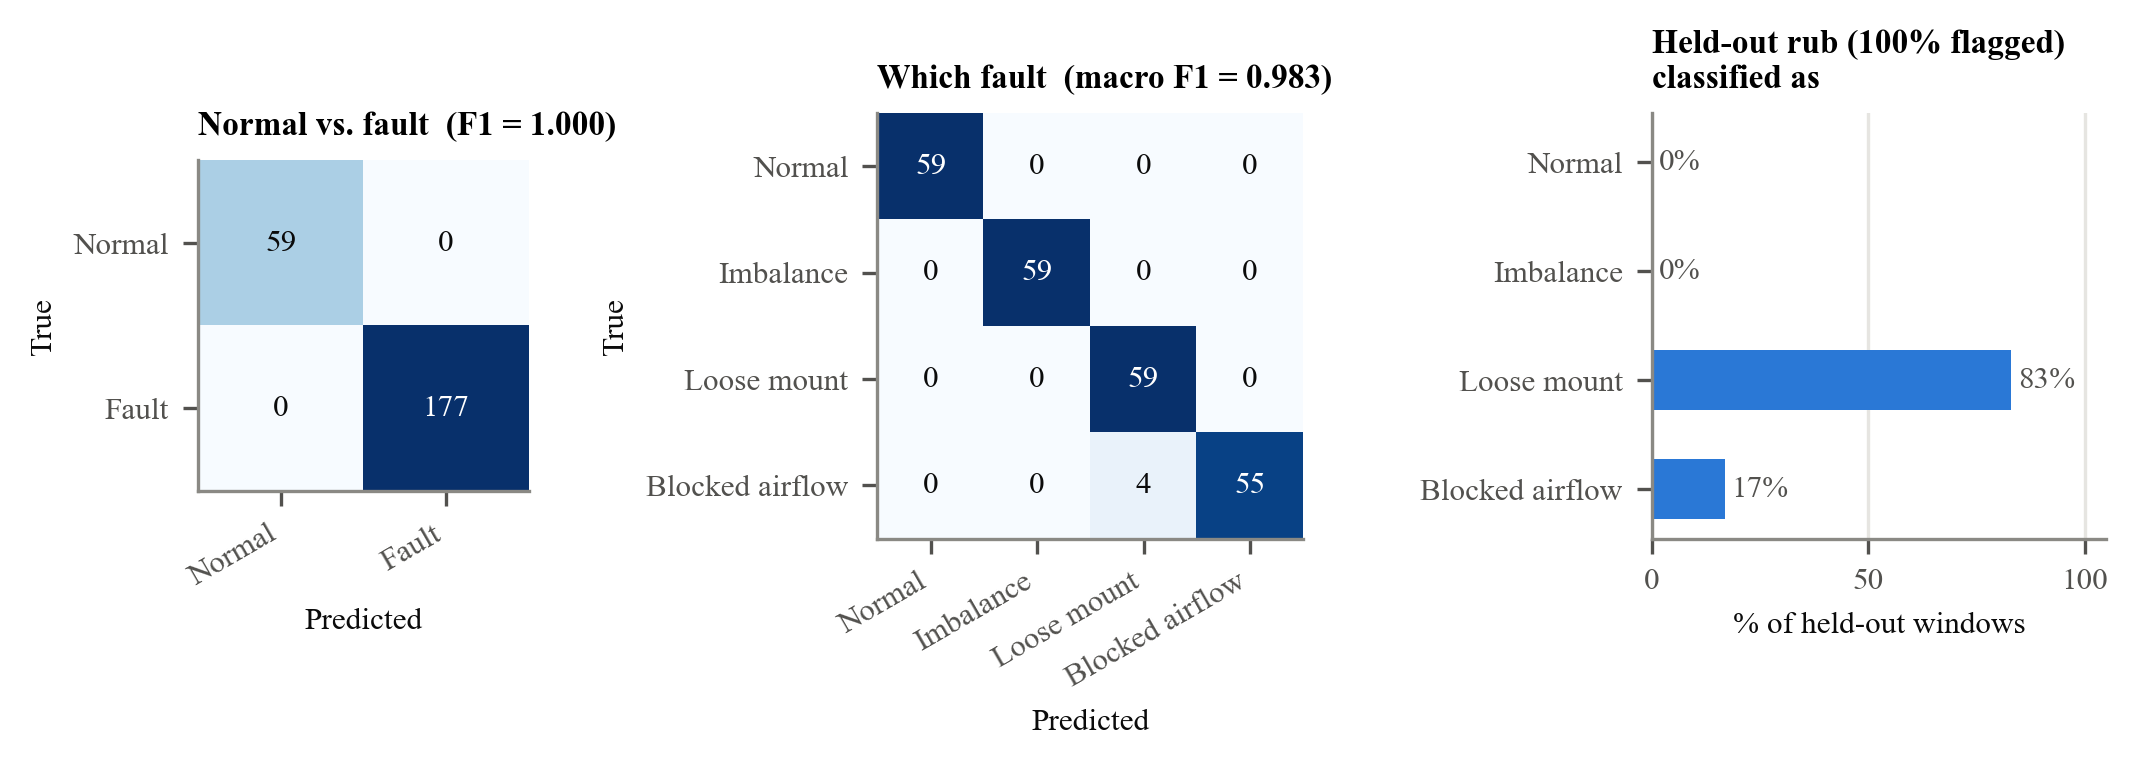 Normal vs. fault  (F1 = 1.000)
True
Normal
59
0
Fault
0
177
Normal
Fault
Predicted
Which fault  (macro F1 = 0.983)
True
Normal
59
0
0
0
Imbalance
0
59
0
0
Loose mount
0
0
59
0
Blocked airflow
0
0
4
55
Normal
Imbalance
Loose mount
Blocked airflow
Predicted
Held-out rub (100% flagged)
classified as
Normal
0%
Imbalance
0%
Loose mount
83%
Blocked airflow
17%
0
50
100
% of held-out windows